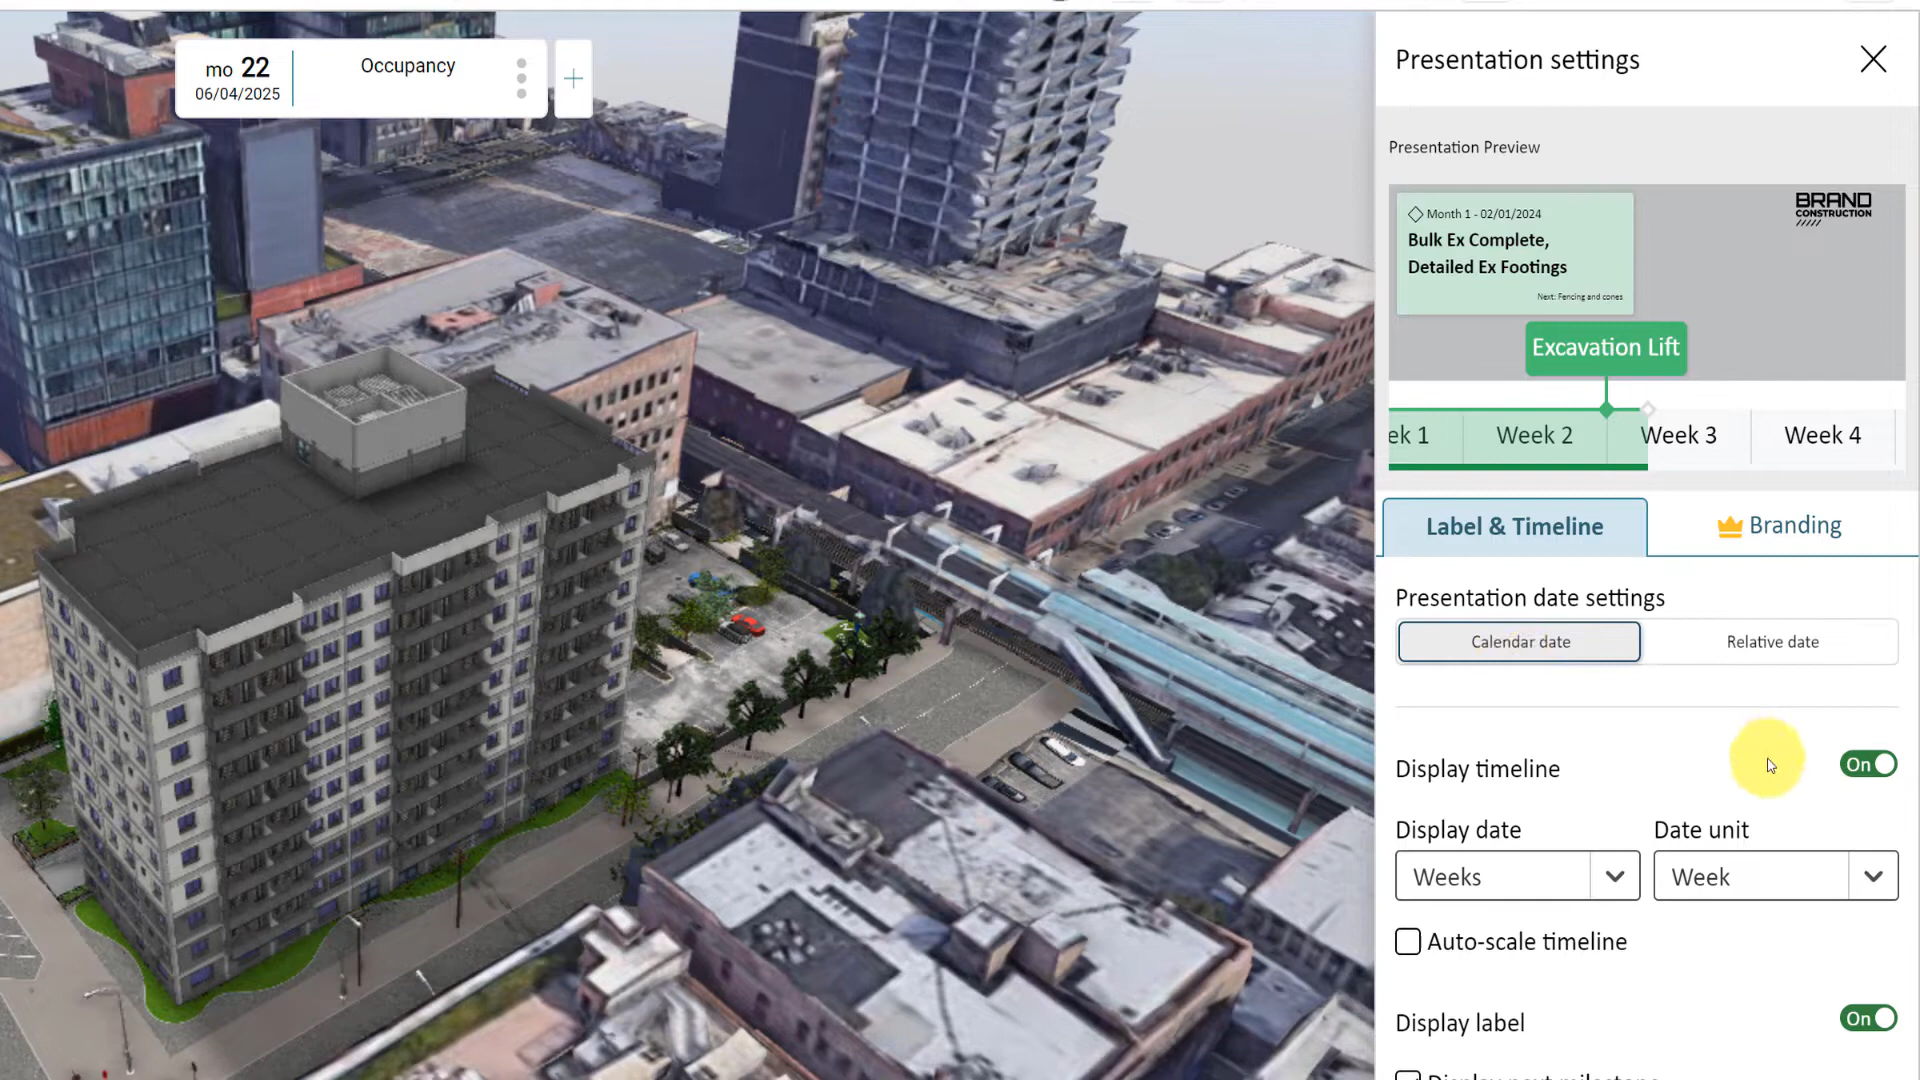 mo 22
06/04/2025
Occupancy
Presentation settings
Presentation Preview
Month 1 - 02/01/2024
Bulk Ex Complete,
Detailed Ex Footings
Next: Fencing and cones
BRAND
CONSTRUCTION
Excavation Lift
ek 1
Week 2
Week 3
Week 4
Label & Timeline
Branding
Presentation date settings
Calendar date
Relative date
Display timeline
On
Display date
Date unit
Weeks
Week
Auto-scale timeline
Display label
On
Display next milestone